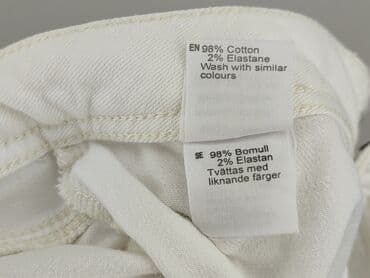 EN 98% Cotton
2% Elastane
Wash with similar
colours
SE 98% Bomull
2% Elastan
Tvättas med
liknande färger